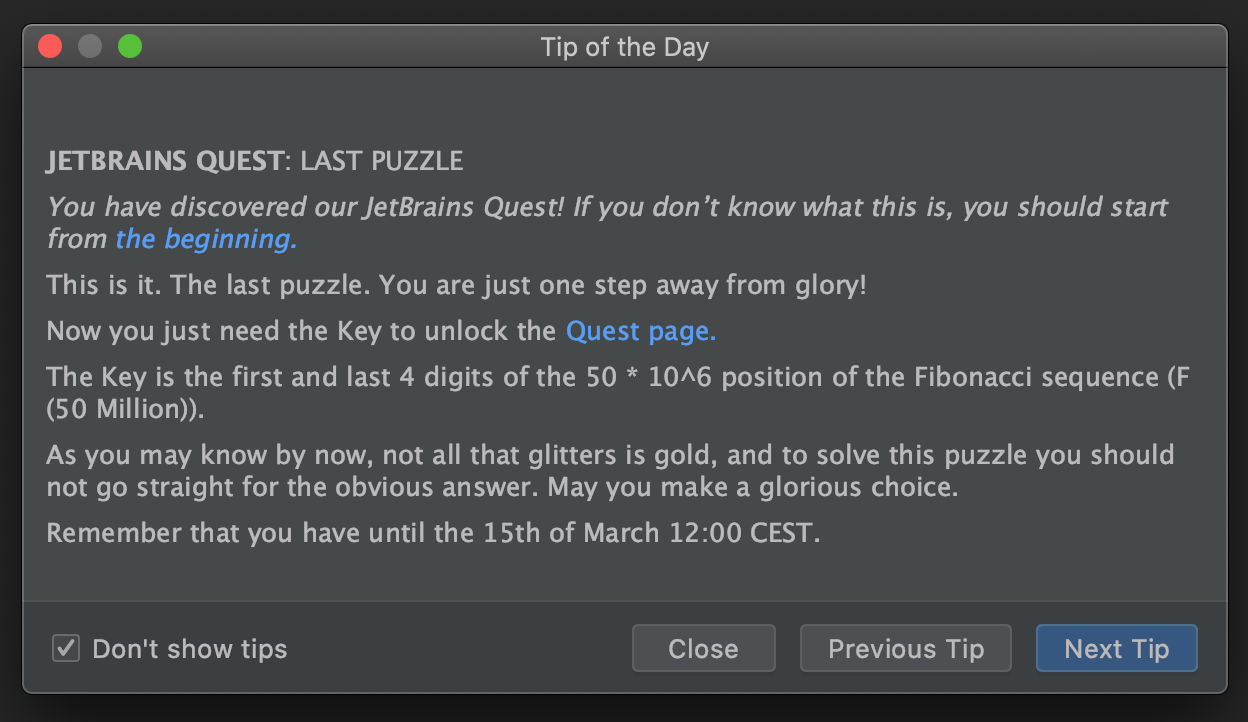 Tip of the Day
JETBRAINS QUEST: LAST PUZZLE
You have discovered our JetBrains Quest! If you don’t know what this is, you should start
from the beginning.
This is it. The last puzzle. You are just one step away from glory!
Now you just need the Key to unlock the Quest page.
The Key is the first and last 4 digits of the 50 * 10^6 position of the Fibonacci sequence (F
(50 Million)).
As you may know by now, not all that glitters is gold, and to solve this puzzle you should
not go straight for the obvious answer. May you make a glorious choice.
Remember that you have until the 15th of March 12:00 CEST.
Don't show tips
Close
Previous Tip
Next Tip